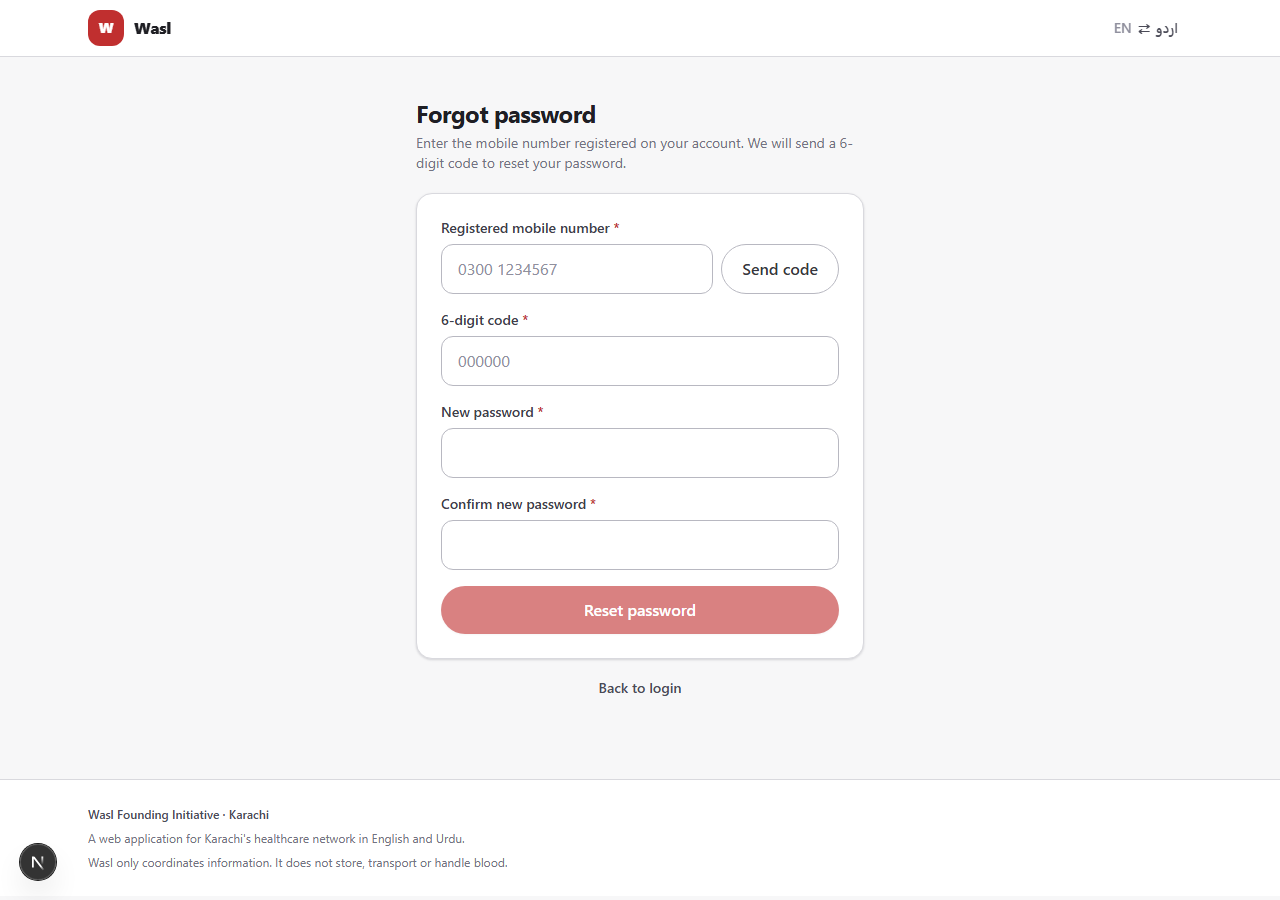 W Wasl
EN ⇄ اردو
Forgot password
Enter the mobile number registered on your account. We will send a 6-
digit code to reset your password.
Registered mobile number *
0300 1234567
Send code
6-digit code *
000000
New password *
Confirm new password *
Reset password
Back to login
Wasl Founding Initiative · Karachi
A web application for Karachi's healthcare network in English and Urdu.
Wasl only coordinates information. It does not store, transport or handle blood.
N